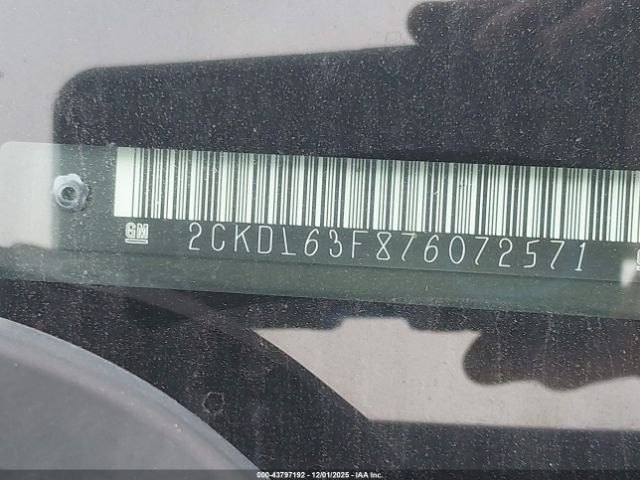 GM 2CKDL63F876072571
000-43797192 • 12/01/2025 • IAA Inc.